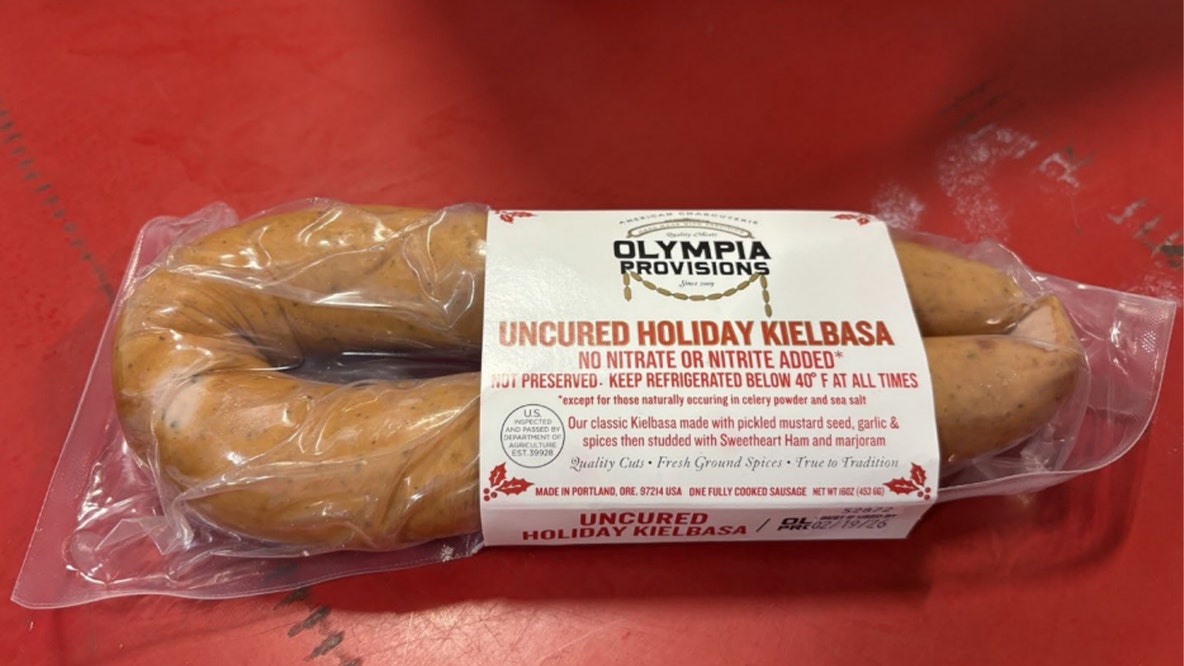 AMERICAN CHARCUTERIE
Quality Meats
OLYMPIA
PROVISIONS
Since 2009
UNCURED HOLIDAY KIELBASA
NO NITRATE OR NITRITE ADDED*
NOT PRESERVED. KEEP REFRIGERATED BELOW 40° F AT ALL TIMES
*except for those naturally occuring in celery powder and sea salt
U.S.
INSPECTED
AND PASSED BY
DEPARTMENT OF
AGRICULTURE
EST. 39928
Our classic Kielbasa made with pickled mustard seed, garlic &
spices then studded with Sweetheart Ham and marjoram
Quality Cuts • Fresh Ground Spices • True to Tradition
MADE IN PORTLAND, ORE. 97214 USA ONE FULLY COOKED SAUSAGE NET WT 16OZ (453 6G)
UNCURED
HOLIDAY KIELBASA /
52872
02/19/26